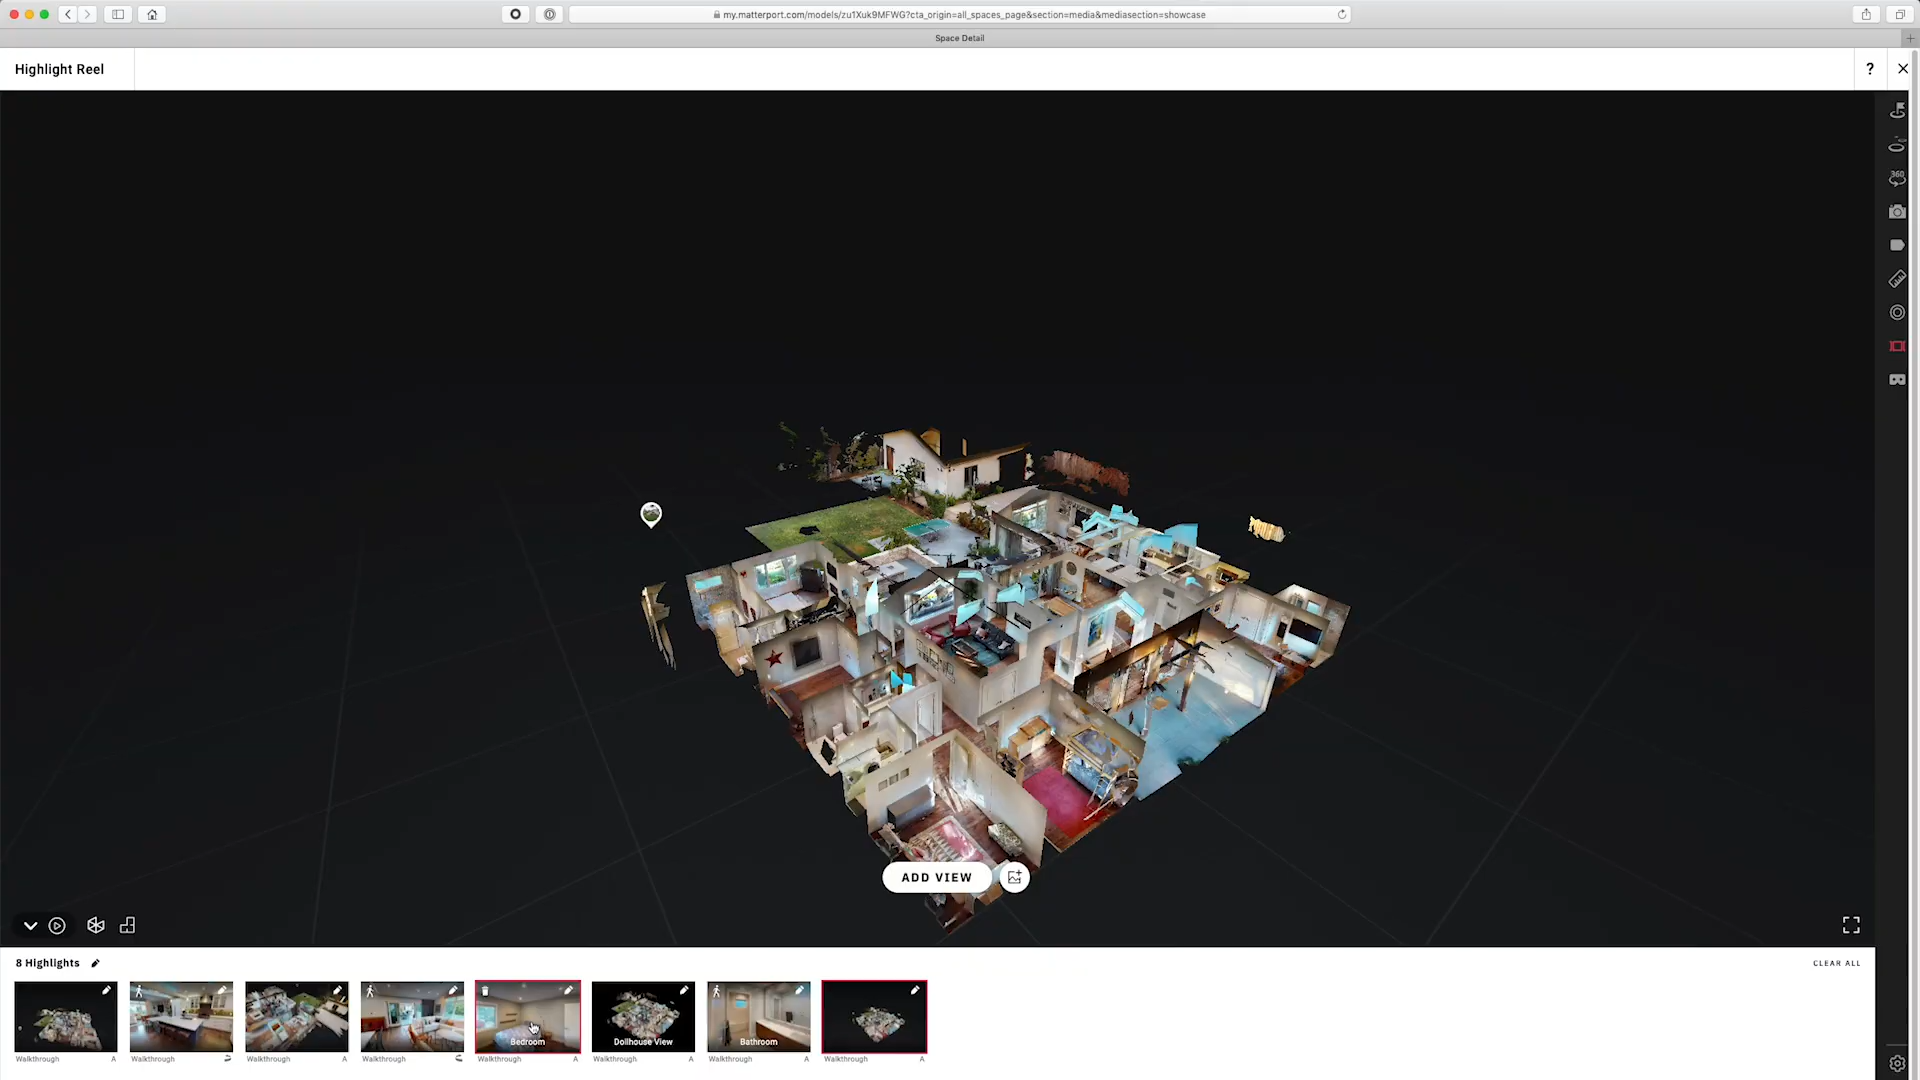 my.matterport.com/models/zu1Xuk9MFWG?cta_origin=all_spaces_page&section=media&mediasection=showcase
Space Detail
Highlight Reel
?
360
ADD VIEW
8 Highlights
CLEAR ALL
Bedroom
Dollhouse View
Bathroom
Walkthrough A
Walkthrough
Walkthrough A
Walkthrough
Walkthrough A
Walkthrough A
Walkthrough A
Walkthrough A